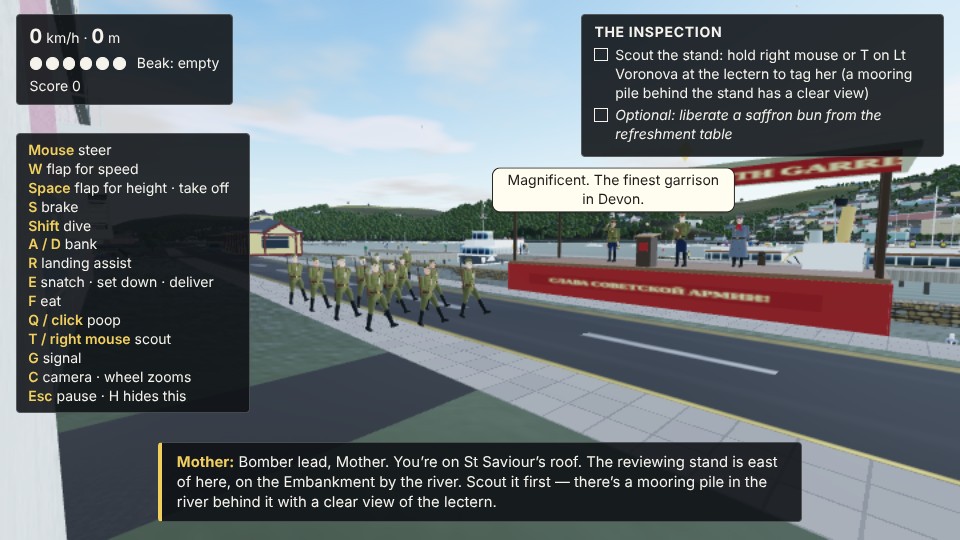 0 km/h · 0 m
Beak: empty
Score 0
THE INSPECTION
Scout the stand: hold right mouse or T on Lt
Voronova at the lectern to tag her (a mooring
pile behind the stand has a clear view)
Optional: liberate a saffron bun from the
refreshment table
Mouse steer
W flap for speed
Space flap for height · take off
S brake
Shift dive
A / D bank
R landing assist
E snatch · set down · deliver
F eat
Q / click poop
T / right mouse scout
G signal
C camera · wheel zooms
Esc pause · H hides this
TH GARRE
Magnificent. The finest garrison
in Devon.
СЛАВА СОВЕТСКОЙ АРМИИ!
Mother: Bomber lead, Mother. You're on St Saviour's roof. The reviewing stand is east
of here, on the Embankment by the river. Scout it first — there's a mooring pile in the
river behind it with a clear view of the lectern.